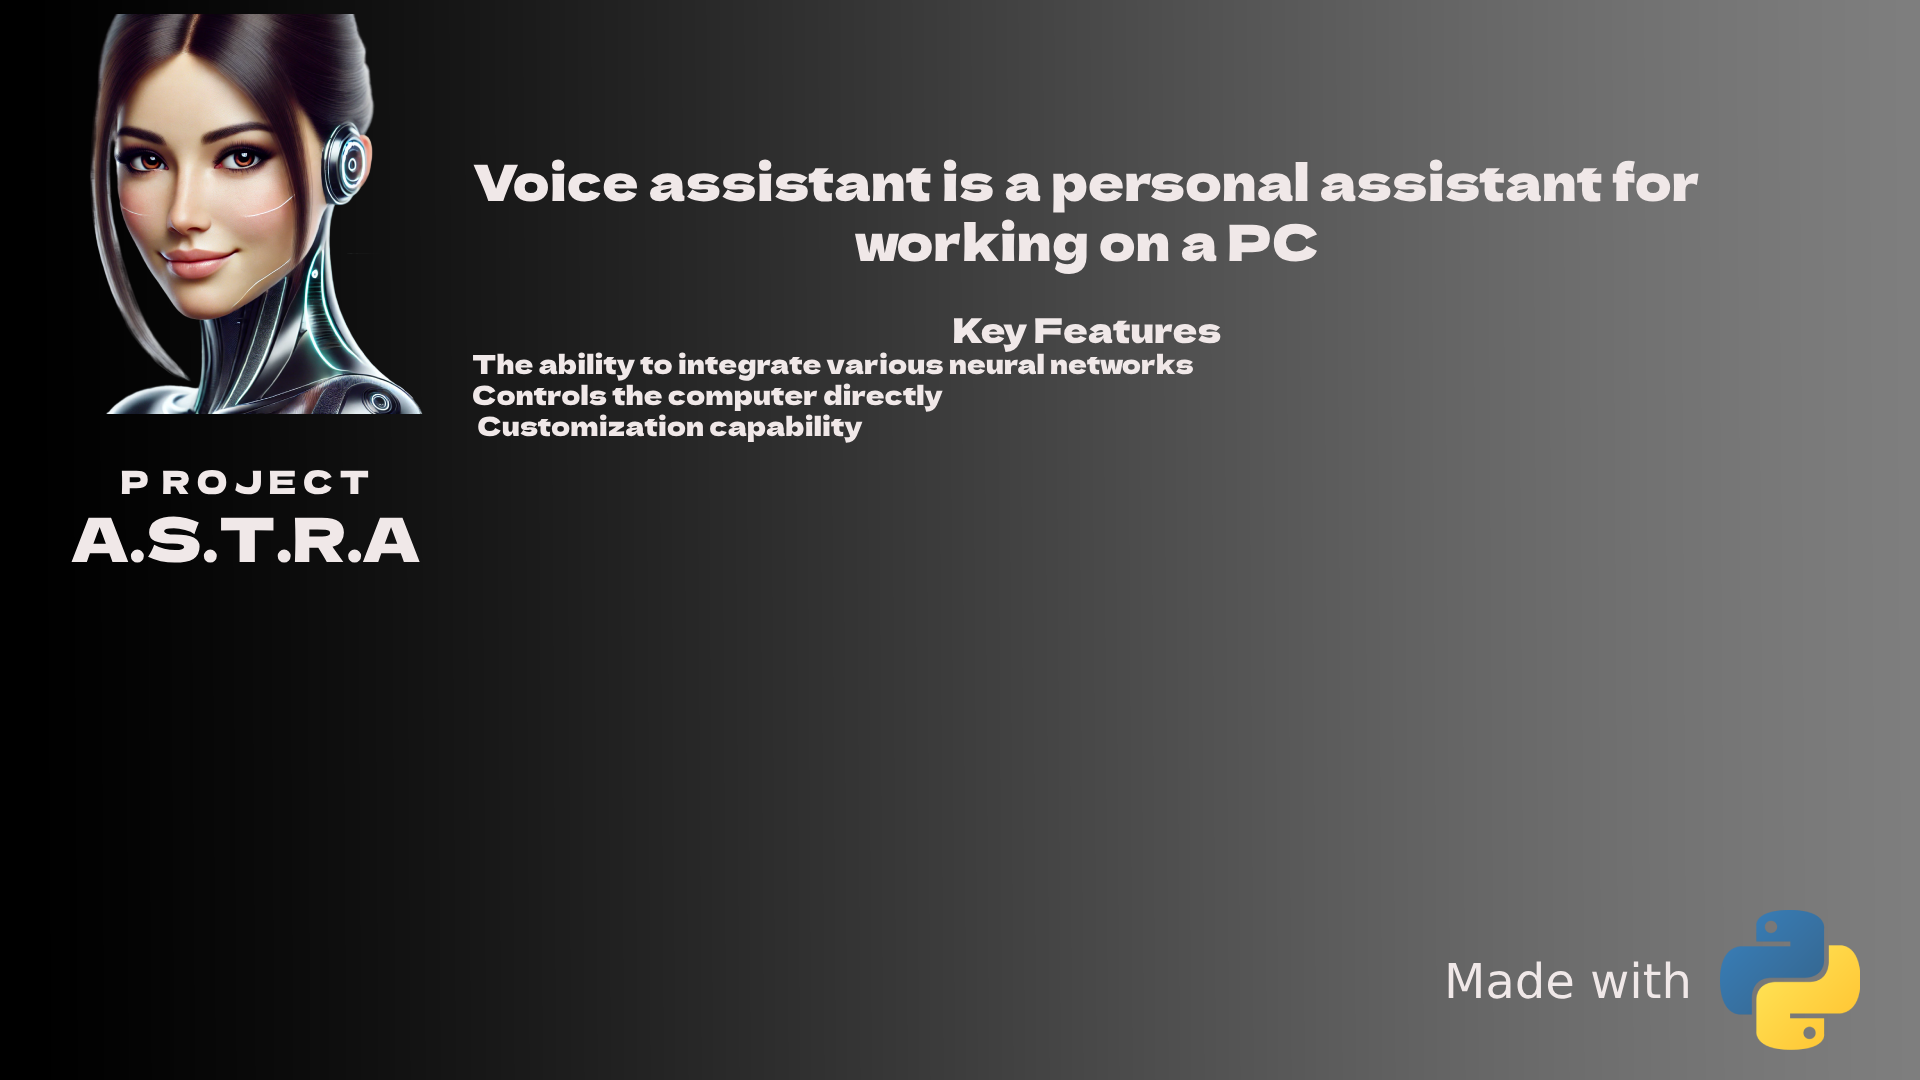 Voice assistant is a personal assistant for
working on a PC
Key Features
The ability to integrate various neural networks
Controls the computer directly
Customization capability
PROJECT
A.S.T.R.A
Made with